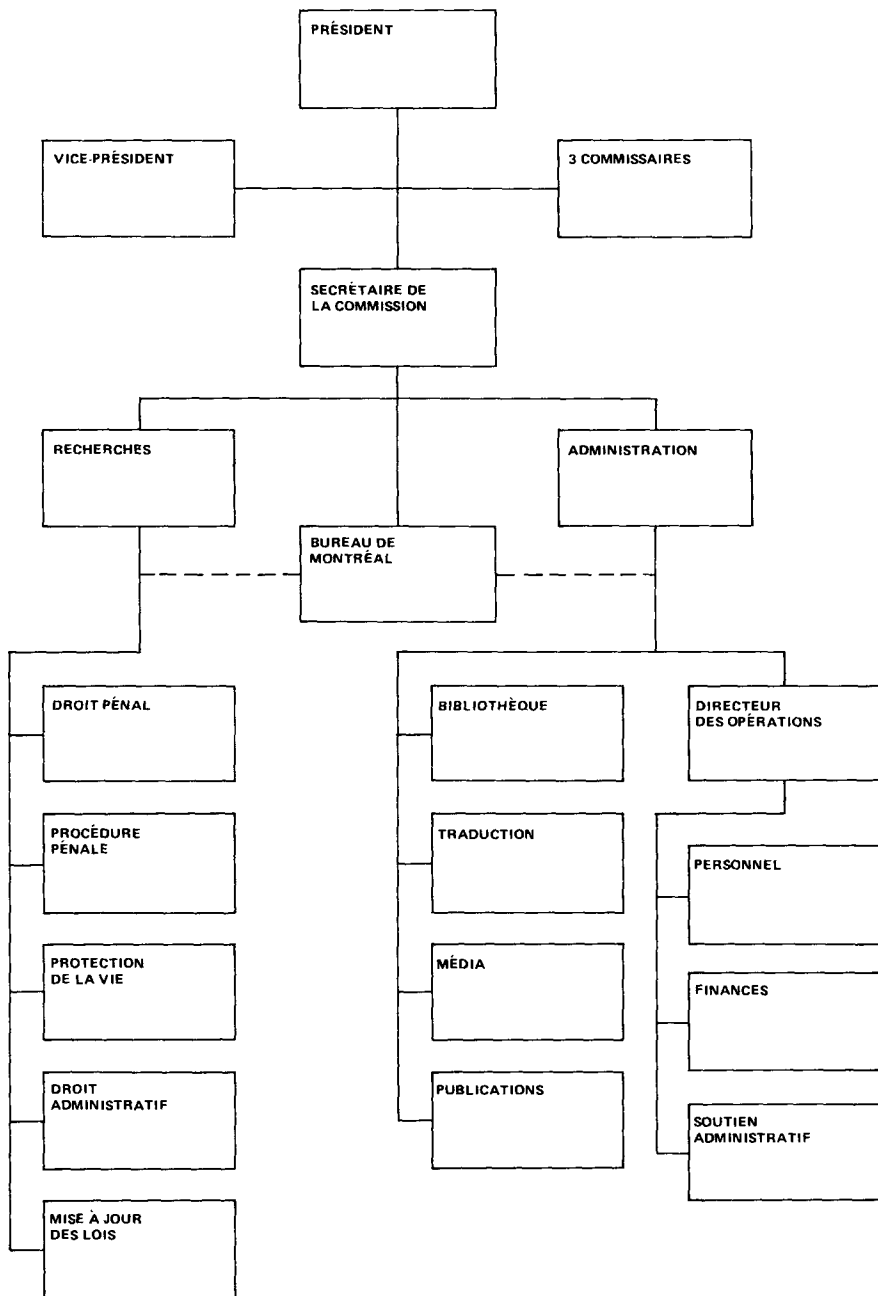 PRÉSIDENT
VICE-PRÉSIDENT
3 COMMISSAIRES
SECRÉTAIRE DE
LA COMMISSION
RECHERCHES
ADMINISTRATION
BUREAU DE
MONTRÉAL
DROIT PÉNAL
PROCÉDURE
PÉNALE
PROTECTION
DE LA VIE
DROIT
ADMINISTRATIF
MISE À JOUR
DES LOIS
BIBLIOTHÈQUE
TRADUCTION
MÉDIA
PUBLICATIONS
DIRECTEUR
DES OPÉRATIONS
PERSONNEL
FINANCES
SOUTIEN
ADMINISTRATIF